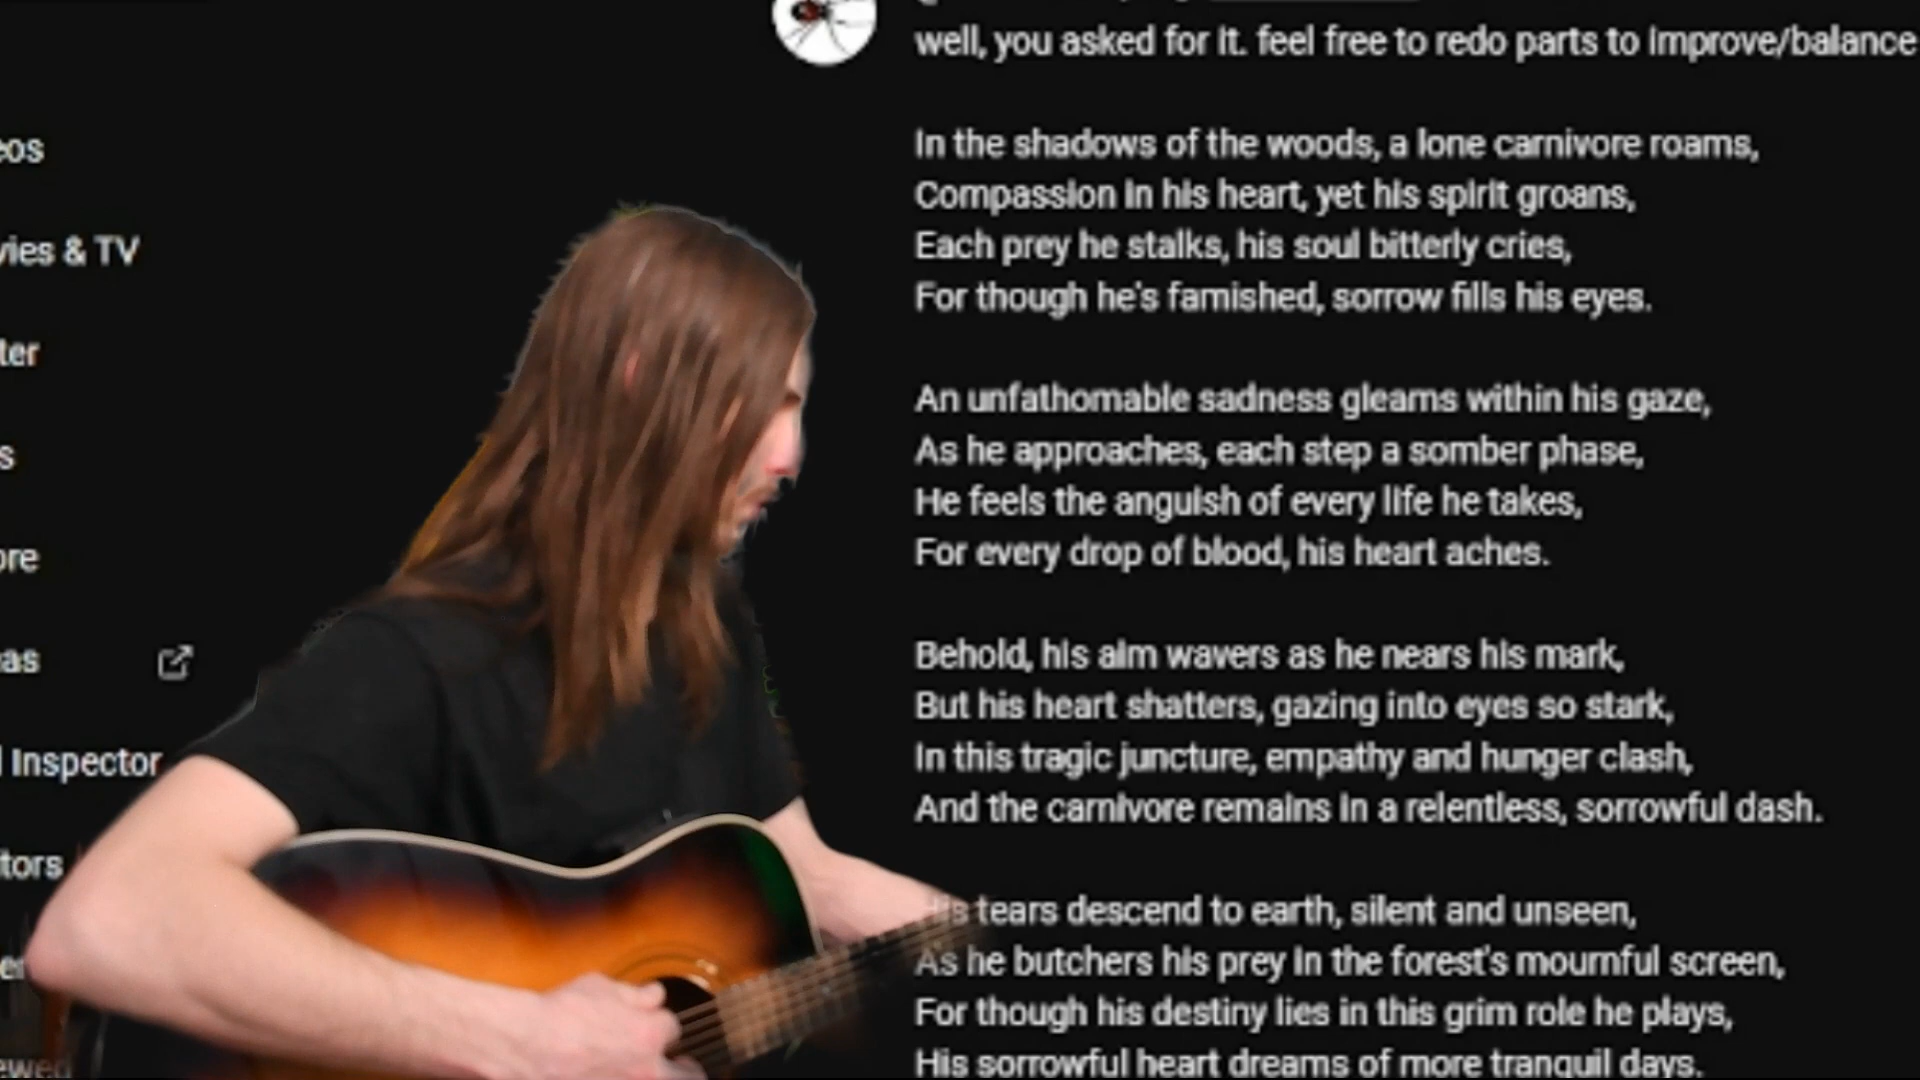 well, you asked for it. feel free to redo parts to improve/balance
In the shadows of the woods, a lone carnivore roams,
Compassion in his heart, yet his spirit groans,
Each prey he stalks, his soul bitterly cries,
For though he's famished, sorrow fills his eyes.
An unfathomable sadness gleams within his gaze,
As he approaches, each step a somber phase,
He feels the anguish of every life he takes,
For every drop of blood, his heart aches.
Behold, his aim wavers as he nears his mark,
But his heart shatters, gazing into eyes so stark,
In this tragic juncture, empathy and hunger clash,
And the carnivore remains in a relentless, sorrowful dash.
His tears descend to earth, silent and unseen,
As he butchers his prey in the forest's mournful screen,
For though his destiny lies in this grim role he plays,
His sorrowful heart dreams of more tranquil days.
eos
vies & TV
ter
s
ore
as
l Inspector
tors
er
ewed